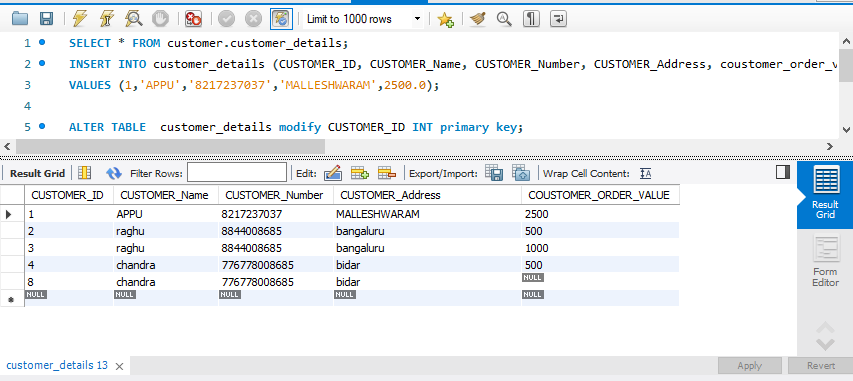 Limit to 1000 rows
1 SELECT * FROM customer.customer_details;
2 INSERT INTO customer_details (CUSTOMER_ID, CUSTOMER_Name, CUSTOMER_Number, CUSTOMER_Address, coustomer_order_v
3 VALUES (1,'APPU','8217237037','MALLESHWARAM',2500.0);
4
5 ALTER TABLE customer_details modify CUSTOMER_ID INT primary key;
Result Grid Filter Rows: Edit: Export/Import: Wrap Cell Content: IA
CUSTOMER_ID CUSTOMER_Name CUSTOMER_Number CUSTOMER_Address COUSTOMER_ORDER_VALUE
1 APPU 8217237037 MALLESHWARAM 2500
2 raghu 8844008685 bangaluru 500
3 raghu 8844008685 bangaluru 1000
4 chandra 776778008685 bidar 500
8 chandra 776778008685 bidar NULL
NULL NULL NULL NULL NULL
Result
Grid
Form
Editor
customer_details 13 Apply Revert